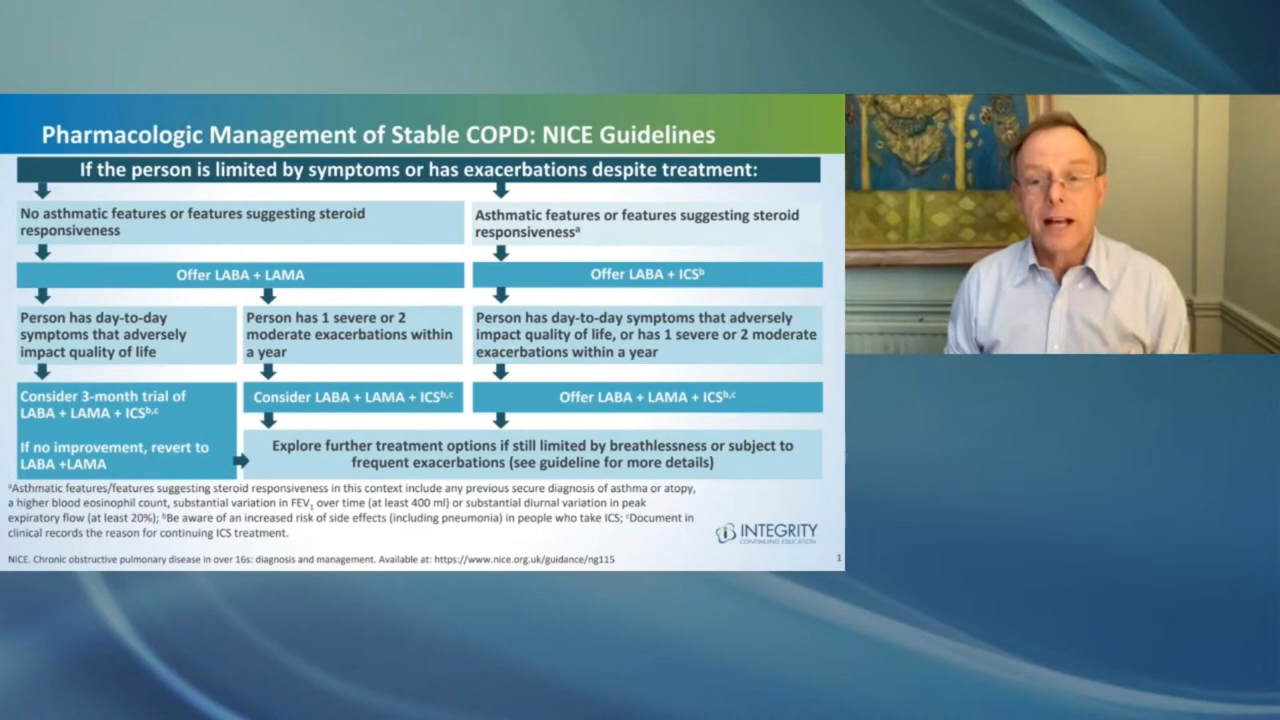 Pharmacologic Management of Stable COPD: NICE Guidelines
If the person is limited by symptoms or has exacerbations despite treatment:
No asthmatic features or features suggesting steroid
responsiveness
Asthmatic features or features suggesting steroid
responsivenessᵃ
Offer LABA + LAMA
Offer LABA + ICSᵇ
Person has day-to-day
symptoms that adversely
impact quality of life
Person has 1 severe or 2
moderate exacerbations within
a year
Person has day-to-day symptoms that adversely
impact quality of life, or has 1 severe or 2 moderate
exacerbations within a year
Consider 3-month trial of
LABA + LAMA + ICSᵇ,ᶜ
If no improvement, revert to
LABA +LAMA
Consider LABA + LAMA + ICSᵇ,ᶜ
Offer LABA + LAMA + ICSᵇ,ᶜ
Explore further treatment options if still limited by breathlessness or subject to
frequent exacerbations (see guideline for more details)
ᵃAsthmatic features/features suggesting steroid responsiveness in this context include any previous secure diagnosis of asthma or atopy,
a higher blood eosinophil count, substantial variation in FEV₁ over time (at least 400 ml) or substantial diurnal variation in peak
expiratory flow (at least 20%); ᵇBe aware of an increased risk of side effects (including pneumonia) in people who take ICS; ᶜDocument in
clinical records the reason for continuing ICS treatment.
INTEGRITY
CONTINUING EDUCATION
NICE. Chronic obstructive pulmonary disease in over 16s: diagnosis and management. Available at: https://www.nice.org.uk/guidance/ng115
1